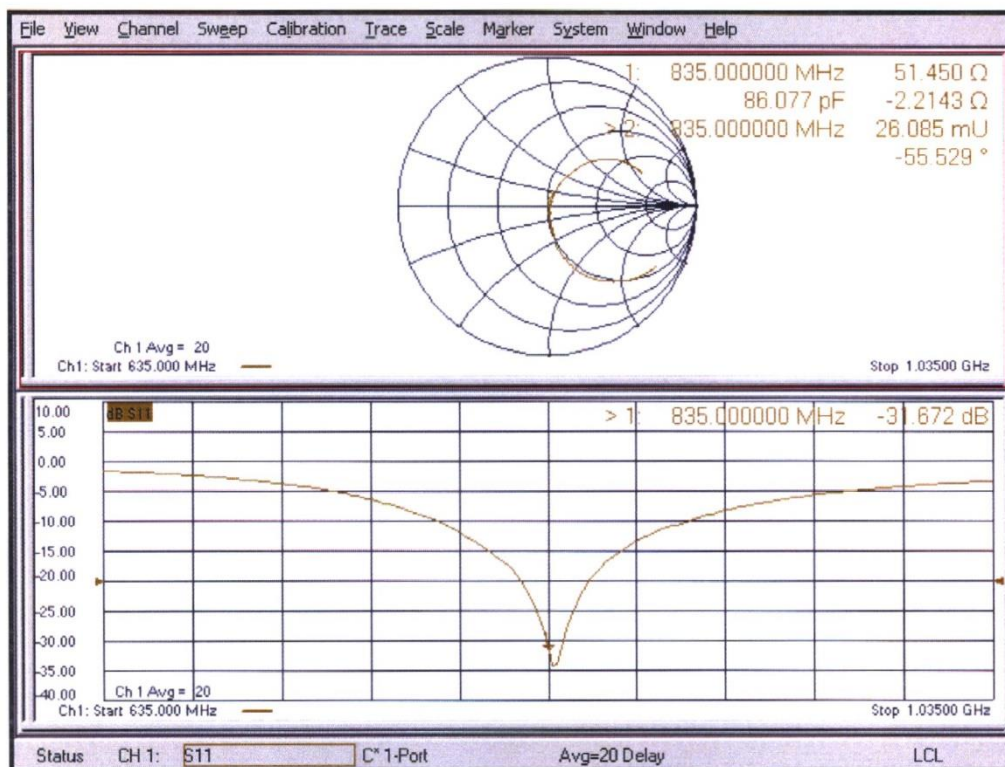 File View Channel Sweep Calibration Trace Scale Marker System Window Help
1: 835.000000 MHz 51.450 Ω
86.077 pF -2.2143 Ω
> 2: 835.000000 MHz 26.085 mU
-55.529 °
Ch 1 Avg = 20
Ch1: Start 635.000 MHz
Stop 1.03500 GHz
10.00
dB S11
> 1: 835.000000 MHz -31.672 dB
5.00
0.00
-5.00
-10.00
-15.00
-20.00
-25.00
-30.00
-35.00
-40.00
Ch 1 Avg = 20
Ch1: Start 635.000 MHz
Stop 1.03500 GHz
Status CH 1: S11 C* 1-Port Avg=20 Delay LCL